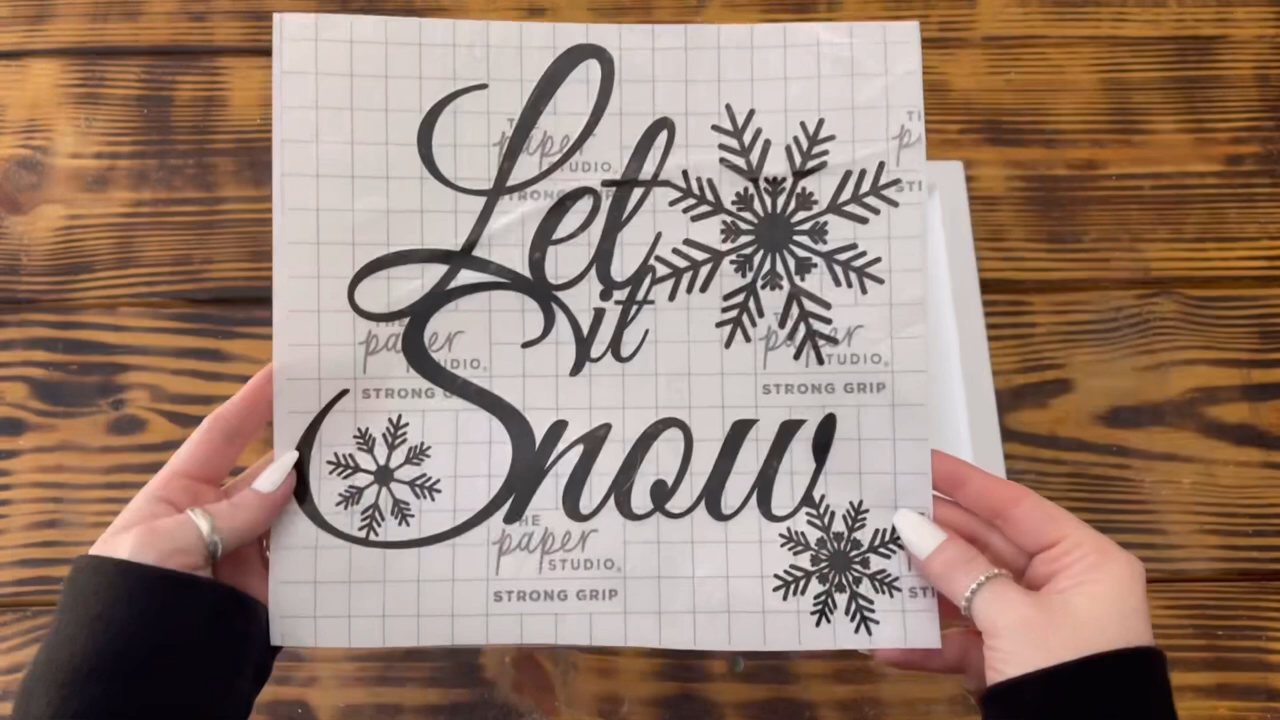 Let
it
Snow
THE
paper
STUDIO®
STRONG GRIP
THE
paper
STUDIO®
STRONG GRIP
THE
paper
STUDIO®
STRONG GRIP
THE
paper
STUDIO®
STRONG GRIP